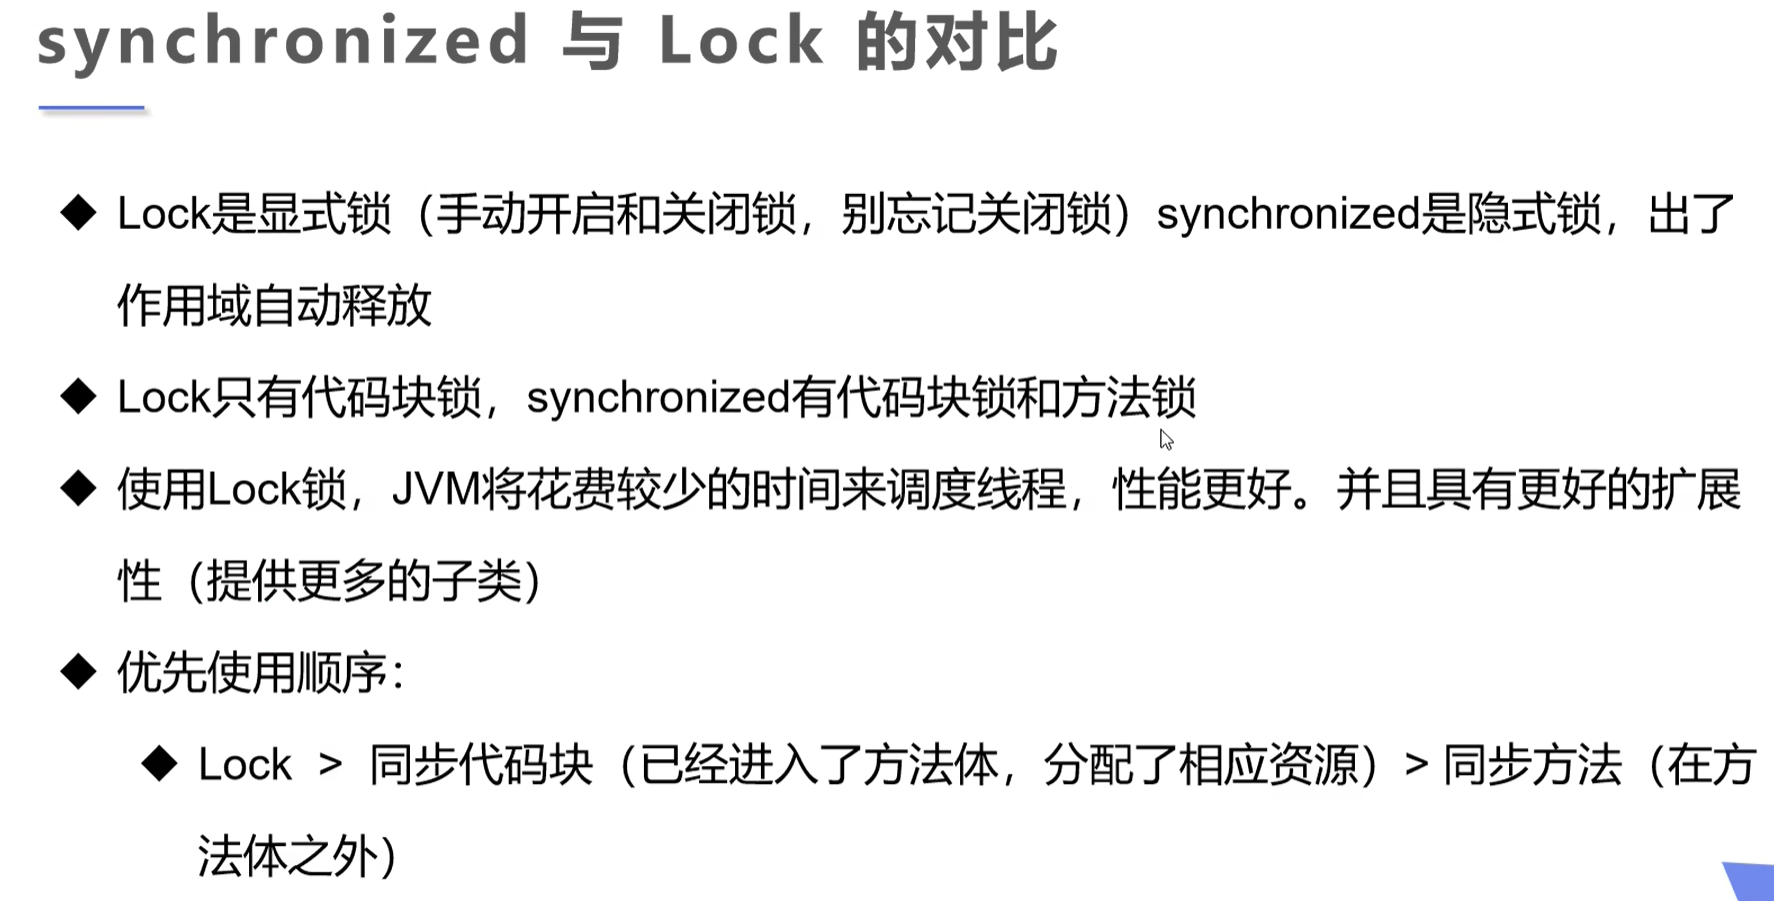 synchronized 与 Lock 的对比
◆ Lock是显式锁（手动开启和关闭锁，别忘记关闭锁）synchronized是隐式锁，出了
作用域自动释放
◆ Lock只有代码块锁，synchronized有代码块锁和方法锁
◆ 使用Lock锁，JVM将花费较少的时间来调度线程，性能更好。并且具有更好的扩展
性（提供更多的子类）
◆ 优先使用顺序：
◆ Lock > 同步代码块（已经进入了方法体，分配了相应资源）> 同步方法（在方
法体之外）